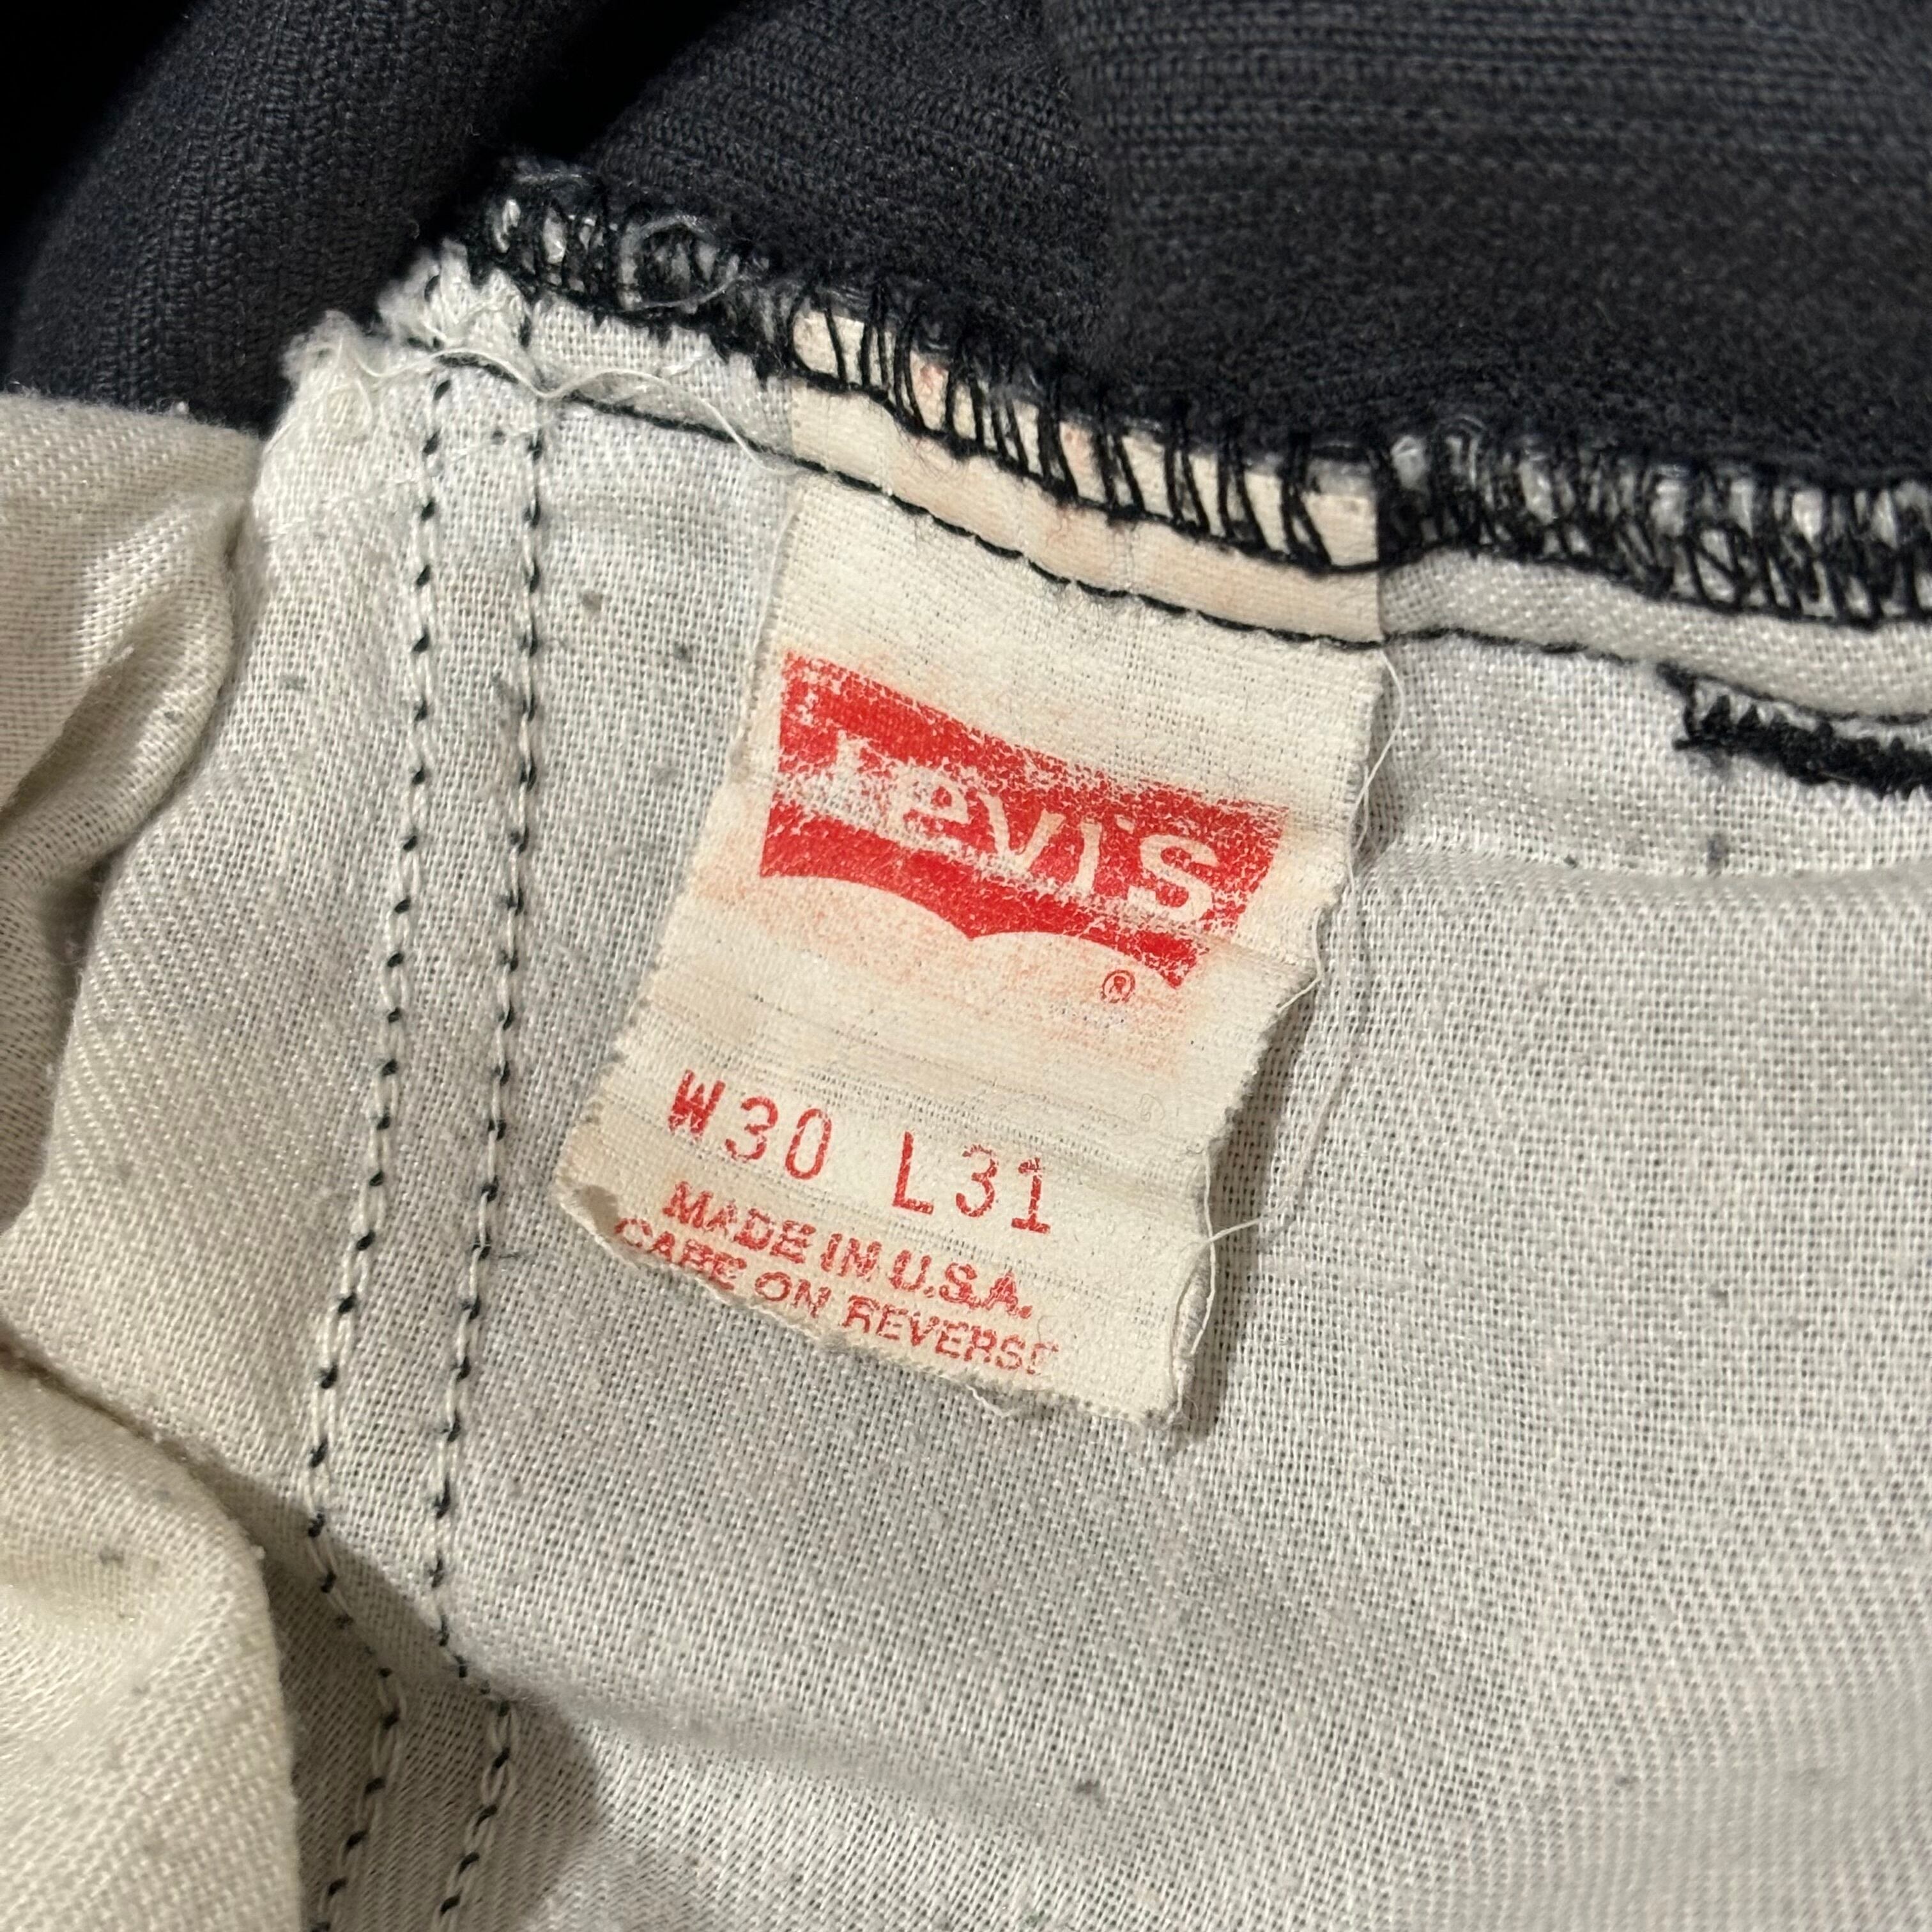 Levi's
®
W30 L31
MADE IN U.S.A.
CARE ON REVERSE